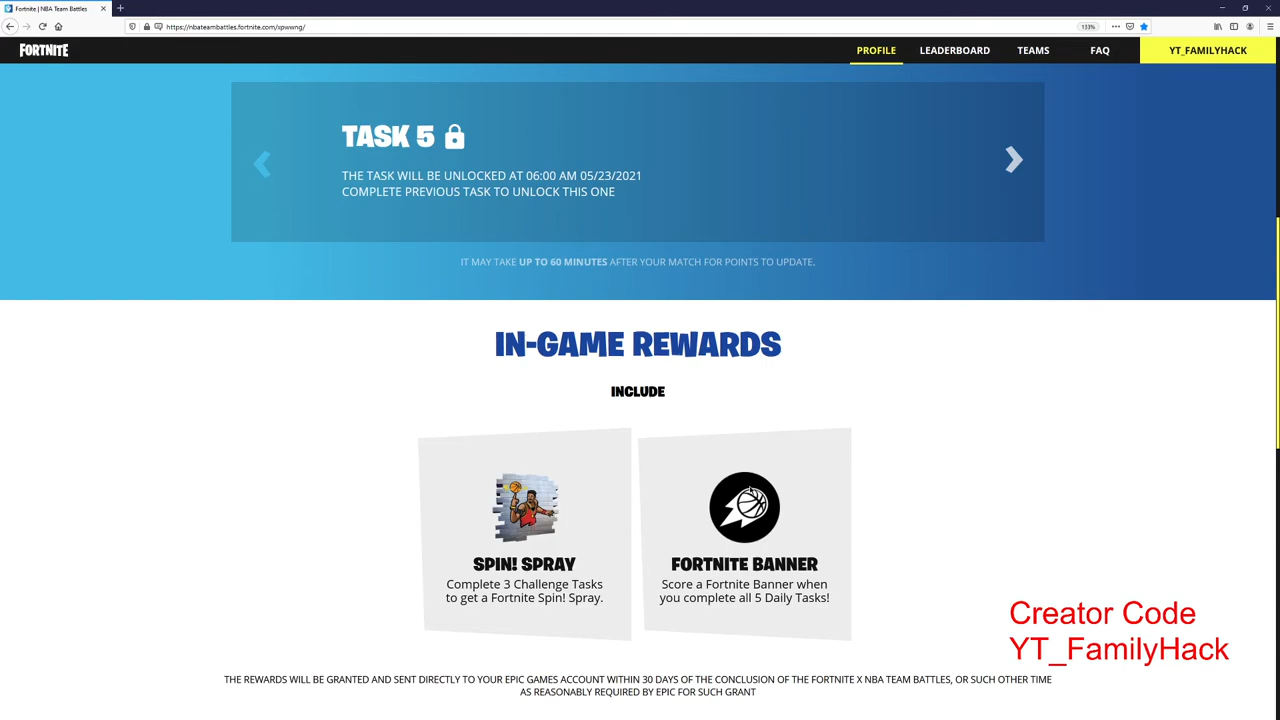 Fortnite | NBA Team Battles
https://nbateambattles.fortnite.com/xpwwng/
133%
FORTNITE
PROFILE
LEADERBOARD
TEAMS
FAQ
YT_FAMILYHACK
TASK 5
THE TASK WILL BE UNLOCKED AT 06:00 AM 05/23/2021
COMPLETE PREVIOUS TASK TO UNLOCK THIS ONE
IT MAY TAKE UP TO 60 MINUTES AFTER YOUR MATCH FOR POINTS TO UPDATE.
IN-GAME REWARDS
INCLUDE
SPIN! SPRAY
Complete 3 Challenge Tasks
to get a Fortnite Spin! Spray.
FORTNITE BANNER
Score a Fortnite Banner when
you complete all 5 Daily Tasks!
Creator Code
YT_FamilyHack
THE REWARDS WILL BE GRANTED AND SENT DIRECTLY TO YOUR EPIC GAMES ACCOUNT WITHIN 30 DAYS OF THE CONCLUSION OF THE FORTNITE X NBA TEAM BATTLES, OR SUCH OTHER TIME
AS REASONABLY REQUIRED BY EPIC FOR SUCH GRANT